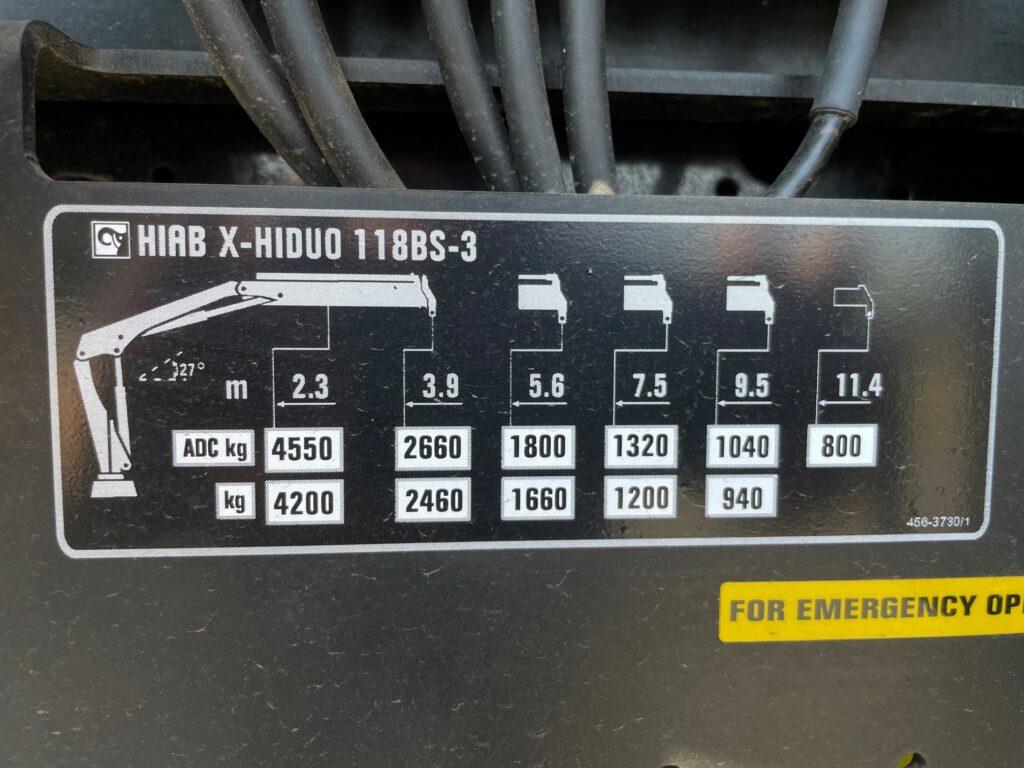 HIAB X-HIDUO 118BS-3
27°
m 2.3 3.9 5.6 7.5 9.5 11.4
ADC kg 4550 2660 1800 1320 1040 800
kg 4200 2460 1660 1200 940
456-3730/1
FOR EMERGENCY